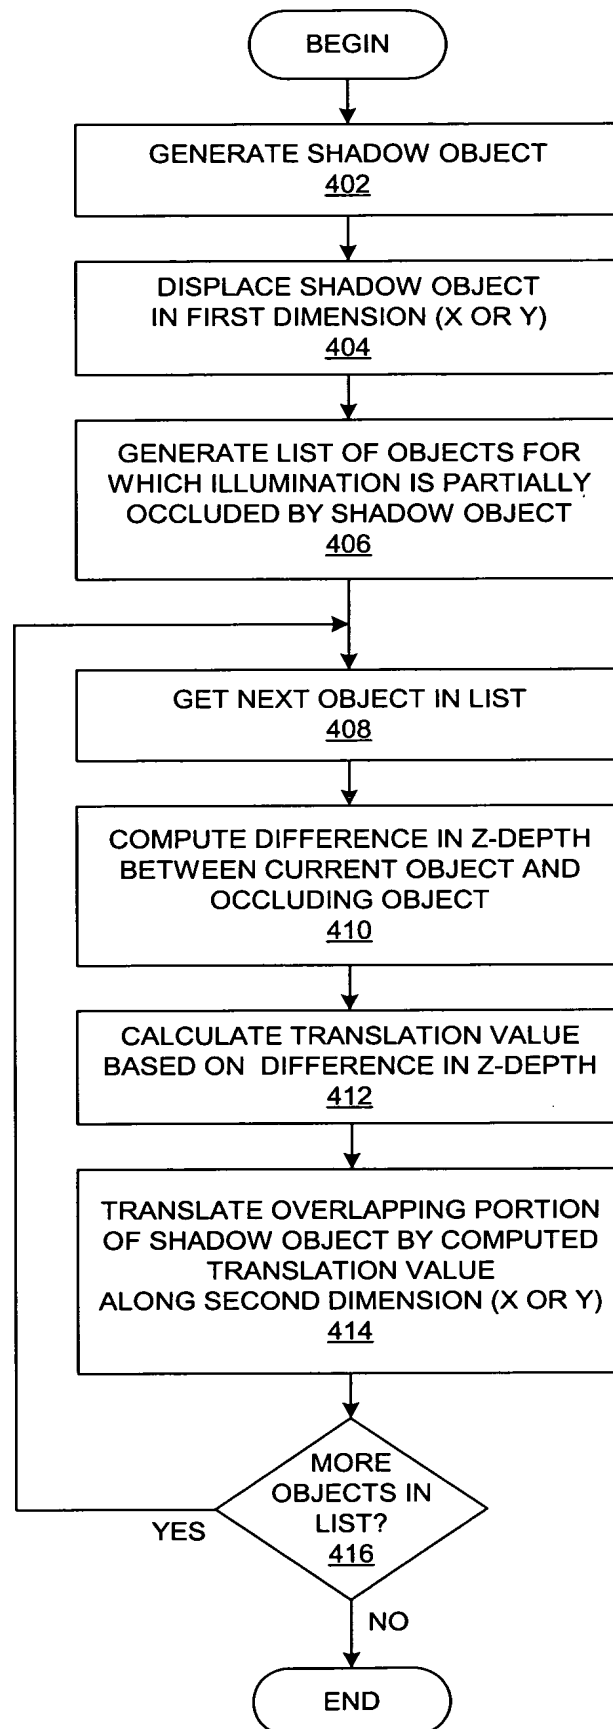 BEGIN
GENERATE SHADOW OBJECT
402
DISPLACE SHADOW OBJECT
IN FIRST DIMENSION (X OR Y)
404
GENERATE LIST OF OBJECTS FOR
WHICH ILLUMINATION IS PARTIALLY
OCCLUDED BY SHADOW OBJECT
406
GET NEXT OBJECT IN LIST
408
COMPUTE DIFFERENCE IN Z-DEPTH
BETWEEN CURRENT OBJECT AND
OCCLUDING OBJECT
410
CALCULATE TRANSLATION VALUE
BASED ON DIFFERENCE IN Z-DEPTH
412
TRANSLATE OVERLAPPING PORTION
OF SHADOW OBJECT BY COMPUTED
TRANSLATION VALUE
ALONG SECOND DIMENSION (X OR Y)
414
MORE
OBJECTS IN
LIST?
416
YES
NO
END